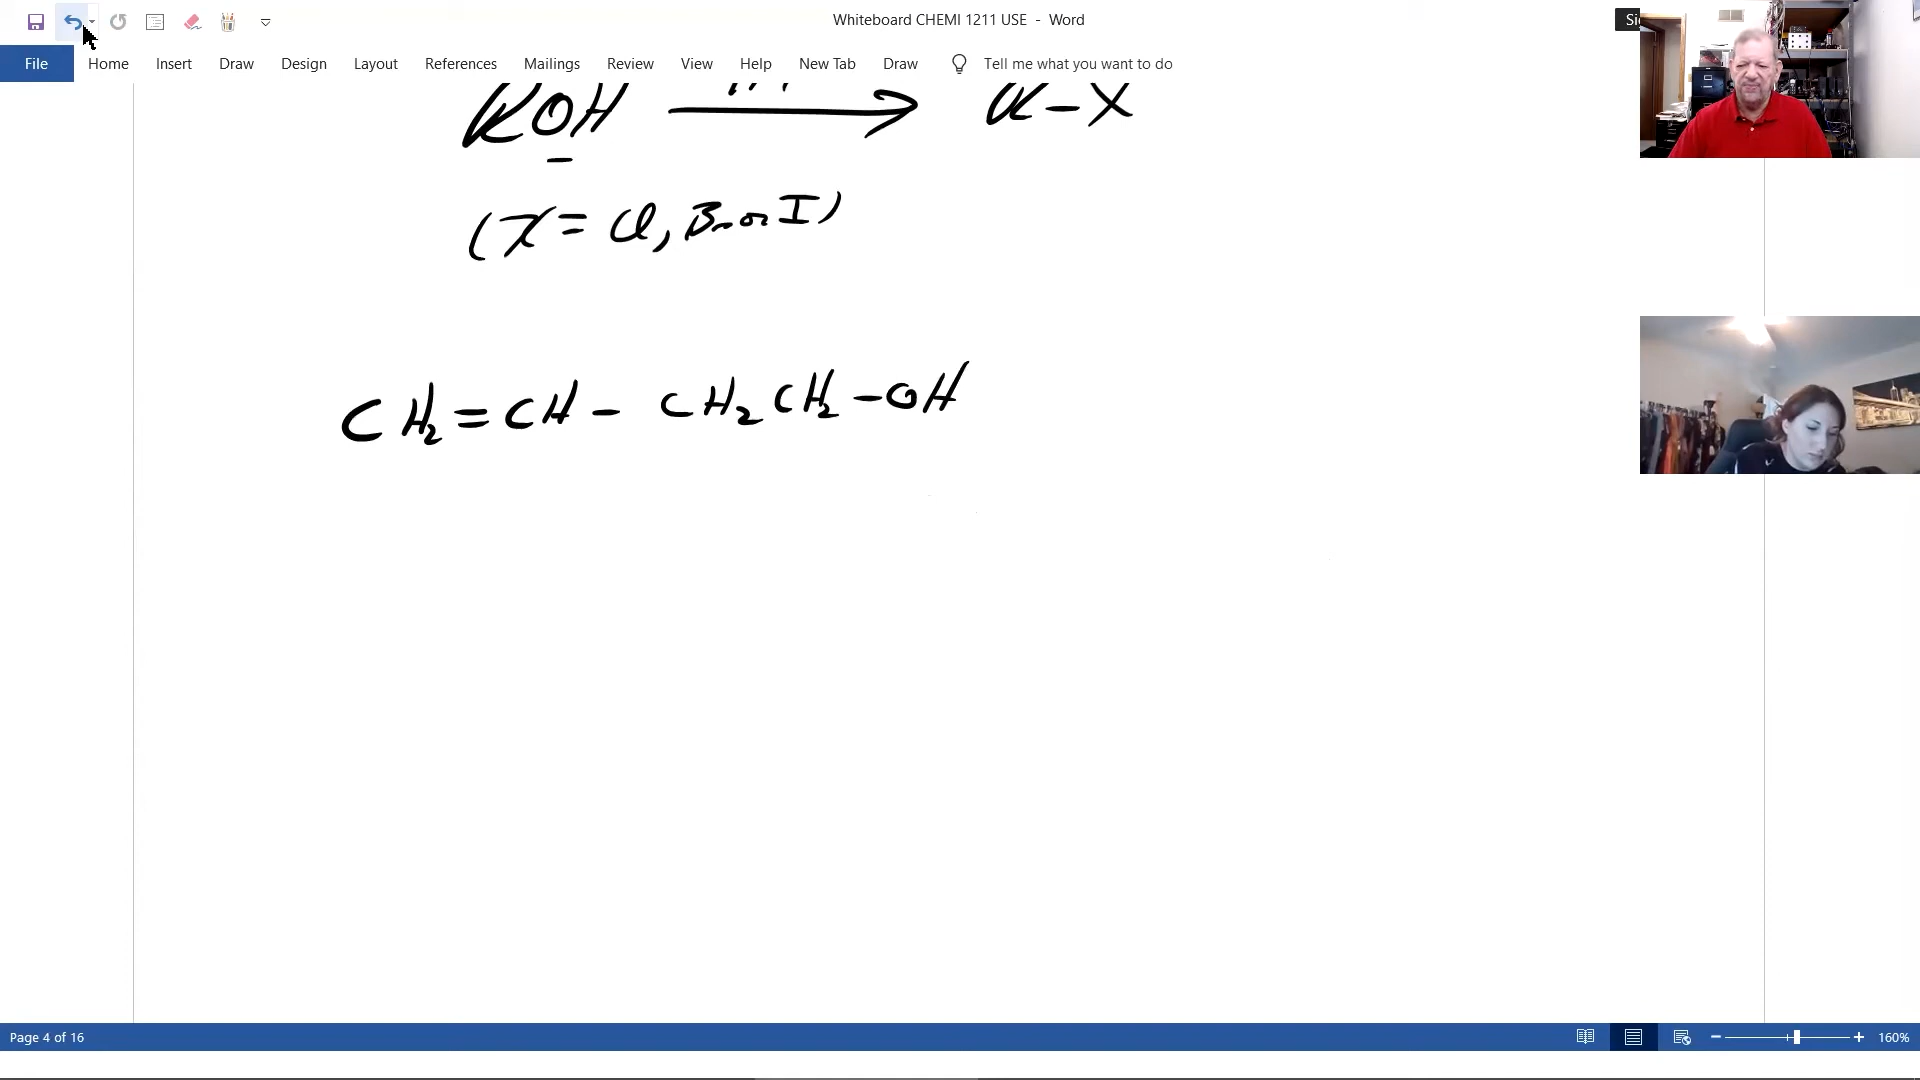 Whiteboard CHEMI 1211 USE - Word
Si
File Home Insert Draw Design Layout References Mailings Review View Help New Tab Draw Tell me what you want to do
ROH → R-X
(X = Cl, Br or I)
CH₂=CH-CH₂CH₂-OH
Page 4 of 16
160%